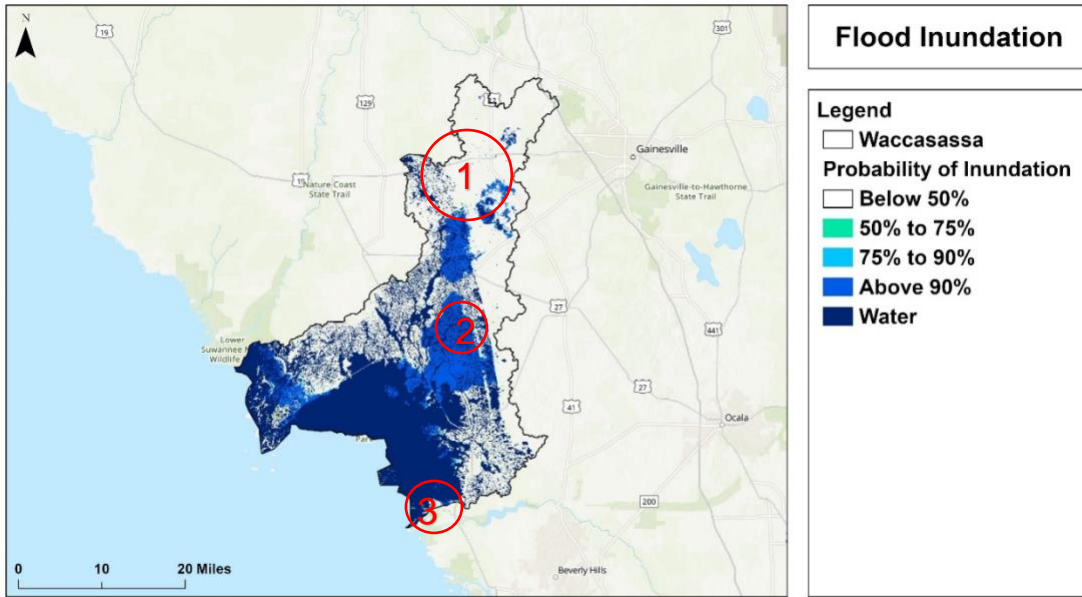 N
19
301
129
27
Gainesville
1
19
Nature Coast
State Trail
Gainesville-to-Hawthorne
State Trail
27
2
441
Lower
Suwannee
Wildlife
27
41
Ocala
Par
200
3
0 10 20 Miles
Beverly Hills
Flood Inundation
Legend
Waccasassa
Probability of Inundation
Below 50%
50% to 75%
75% to 90%
Above 90%
Water